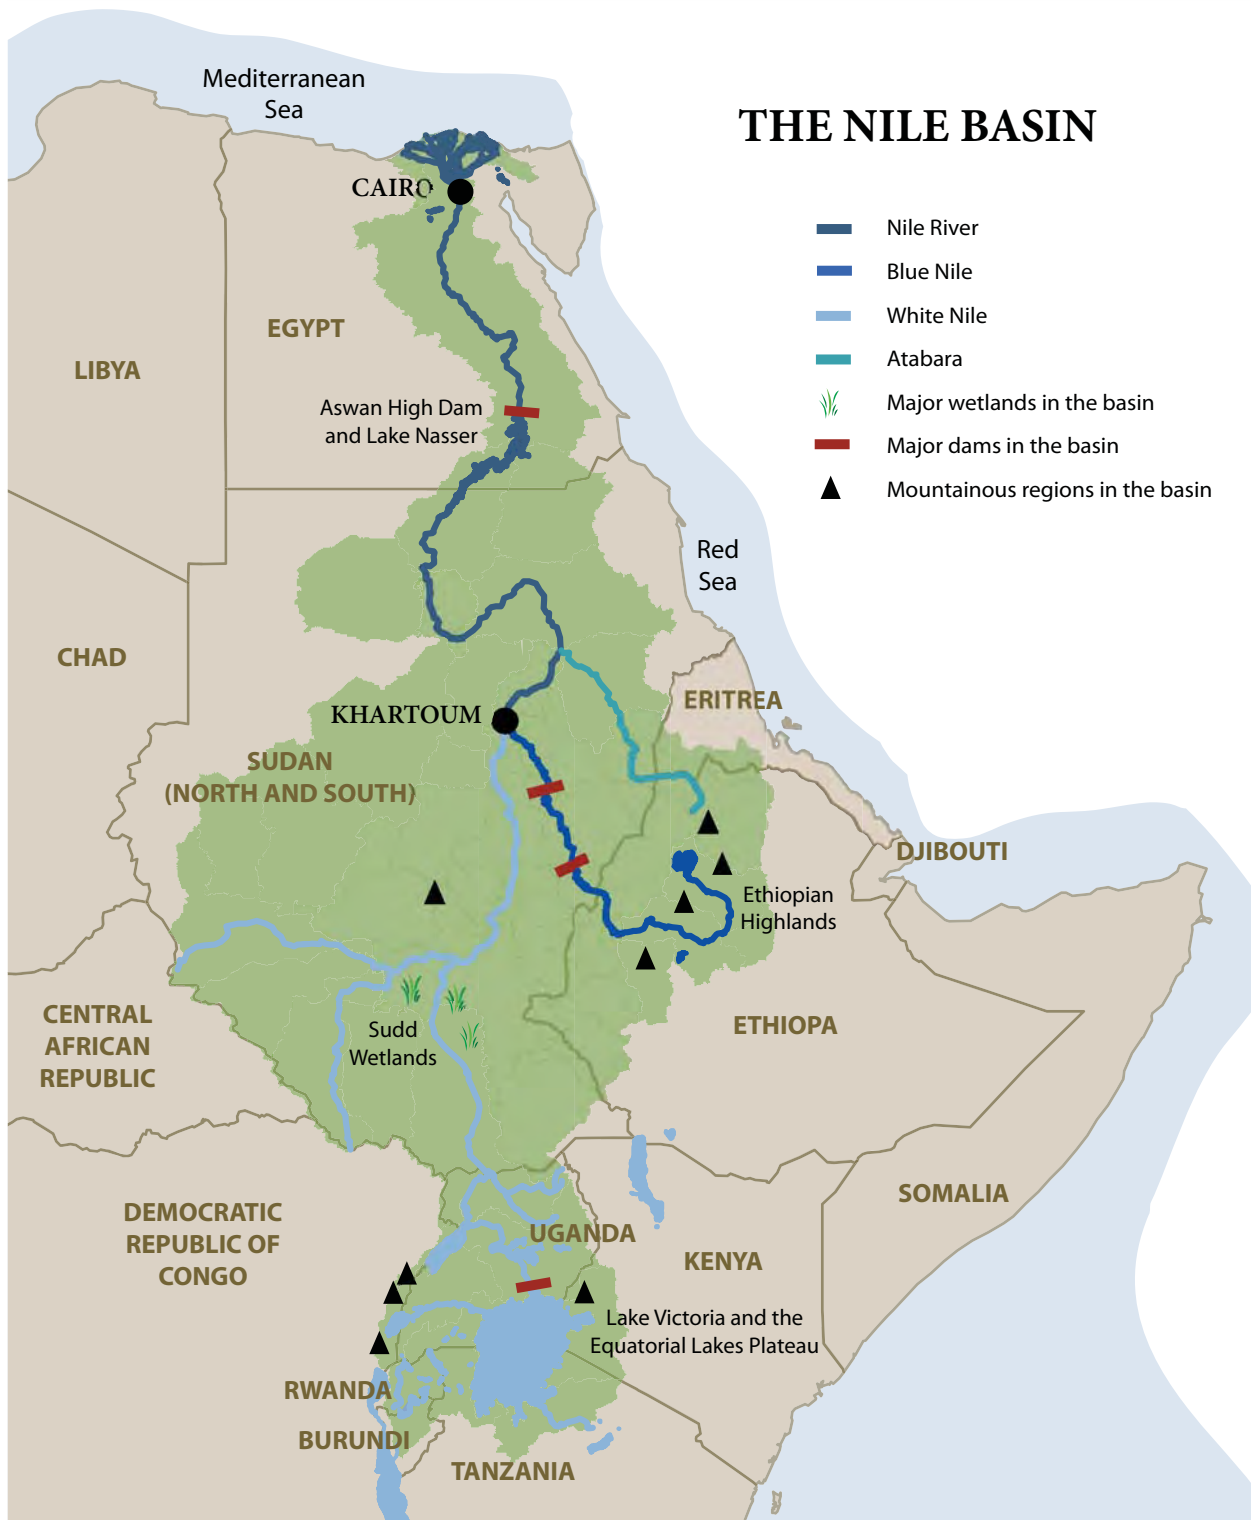 THE NILE BASIN
Mediterranean
Sea
CAIRO
Nile River
Blue Nile
White Nile
Atabara
Major wetlands in the basin
Major dams in the basin
Mountainous regions in the basin
EGYPT
LIBYA
Aswan High Dam
and Lake Nasser
Red
Sea
CHAD
ERITREA
KHARTOUM
SUDAN
(NORTH AND SOUTH)
DJIBOUTI
Ethiopian
Highlands
CENTRAL
AFRICAN
REPUBLIC
Sudd
Wetlands
ETHIOPA
SOMALIA
DEMOCRATIC
REPUBLIC OF
CONGO
UGANDA
KENYA
Lake Victoria and the
Equatorial Lakes Plateau
RWANDA
BURUNDI
TANZANIA